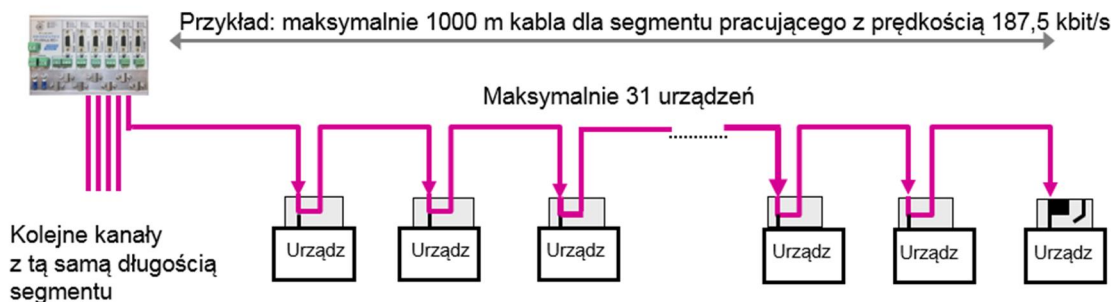 Przykład: maksymalnie 1000 m kabla dla segmentu pracującego z prędkością 187,5 kbit/s
Maksymalnie 31 urządzeń
Kolejne kanały
z tą samą długością
segmentu
Urządz
Urządz
Urządz
Urządz
Urządz
Urządz